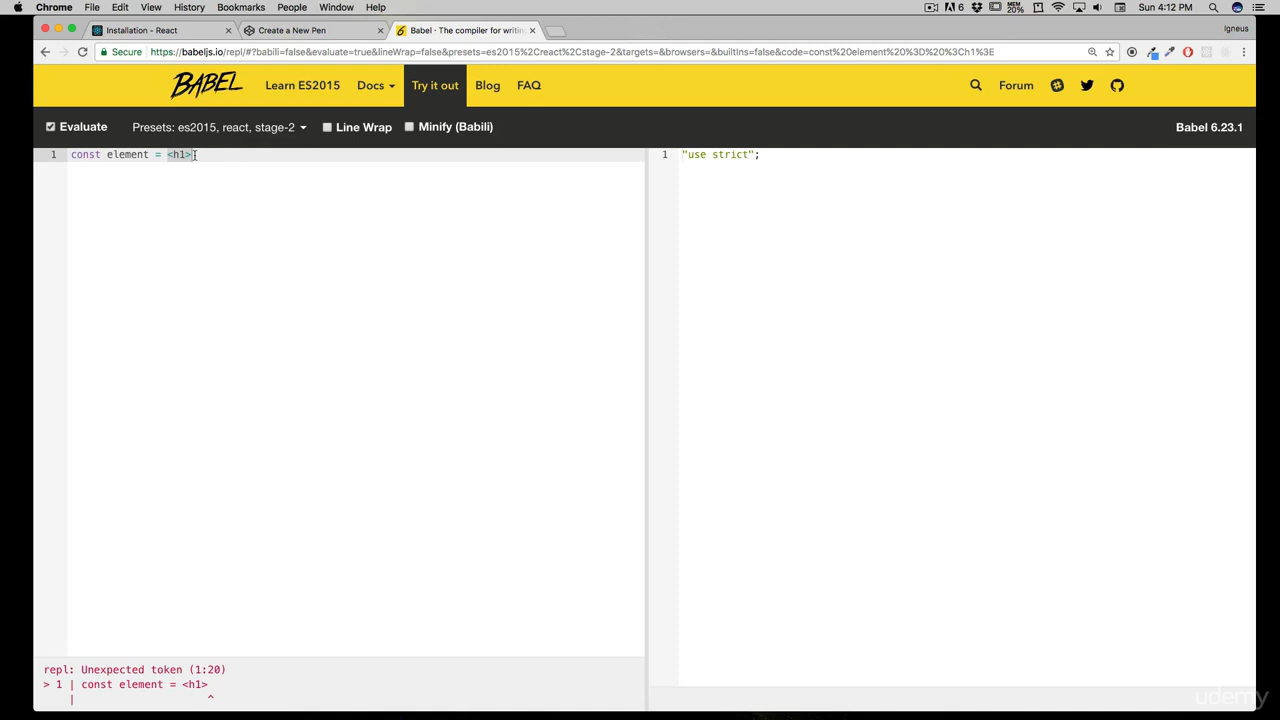 Chrome File Edit View History Bookmarks People Window Help 6 MEM 20% Sun 4:12 PM
Igneus
Installation - React Create a New Pen Babel · The compiler for writin
Secure https://babeljs.io/repl/#?babili=false&evaluate=true&lineWrap=false&presets=es2015%2Creact%2Cstage-2&targets=&browsers=&builtIns=false&code=const%20element%20%3D%20%3Ch1%3E
BABEL Learn ES2015 Docs Try it out Blog FAQ Forum
Evaluate Presets: es2015, react, stage-2 Line Wrap Minify (Babili) Babel 6.23.1
1 const element = <h1>
1 "use strict";
repl: Unexpected token (1:20)
> 1 | const element = <h1>
| ^
udemy